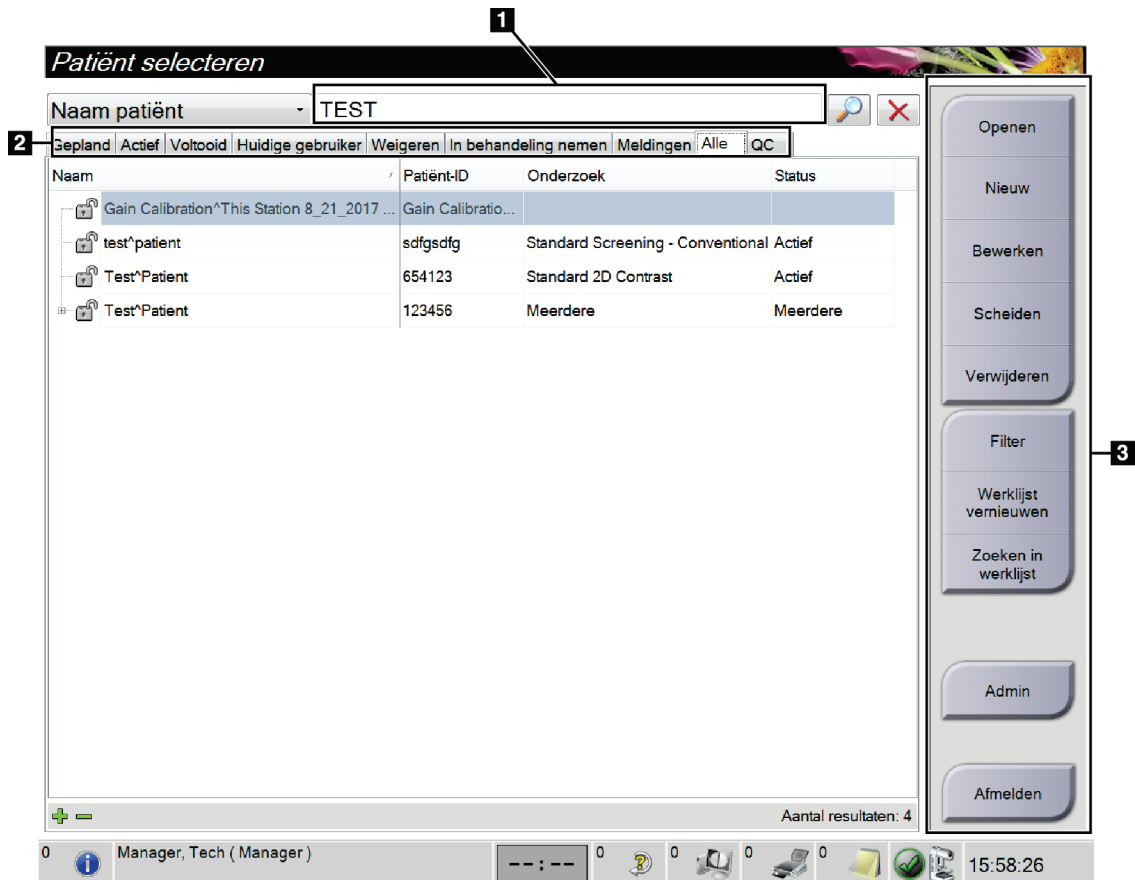 1
Patiënt selecteren
Naam patiënt TEST
2
Gepland Actief Voltooid Huidige gebruiker Weigeren In behandeling nemen Meldingen Alle QC
Naam Patiënt-ID Onderzoek Status
Gain Calibration^This Station 8_21_2017 ... Gain Calibratio...
test^patient sdfgsdfg Standard Screening - Conventional Actief
Test^Patient 654123 Standard 2D Contrast Actief
Test^Patient 123456 Meerdere Meerdere
Aantal resultaten: 4
Openen
Nieuw
Bewerken
Scheiden
Verwijderen
Filter
Werklijst
vernieuwen
Zoeken in
werklijst
Admin
Afmelden
3
0 Manager, Tech ( Manager ) --:-- 0 0 0 0 15:58:26